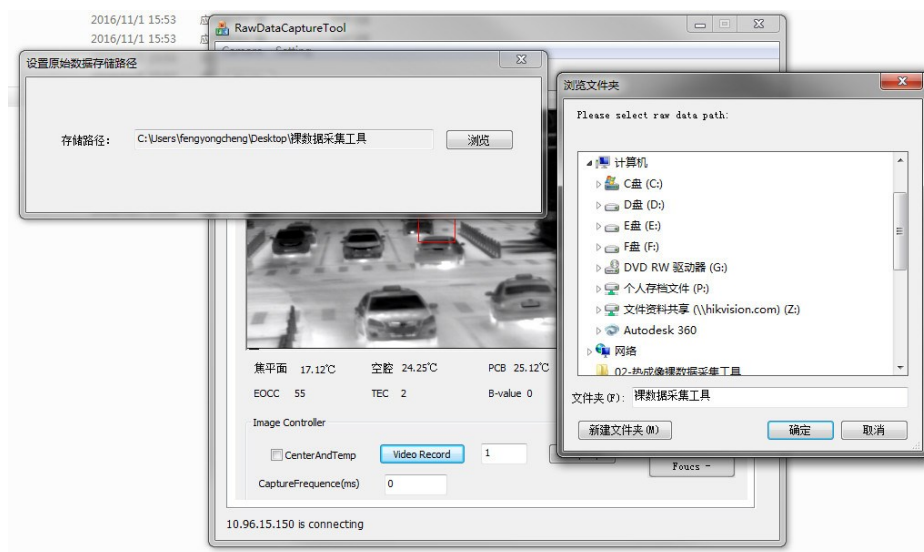 2016/11/1 15:53
2016/11/1 15:53
RawDataCaptureTool
设置原始数据存储路径
存储路径：
C:\Users\fengyongcheng\Desktop\裸数据采集工具
浏览
浏览文件夹
Please select raw data path:
计算机
C盘 (C:)
D盘 (D:)
E盘 (E:)
F盘 (F:)
DVD RW 驱动器 (G:)
个人存档文件 (P:)
文件资料共享 (\\hikvision.com) (Z:)
Autodesk 360
网络
02-热成像裸数据采集工具
文件夹(F): 裸数据采集工具
新建文件夹(M) 确定 取消
焦平面 17.12℃ 空腔 24.25℃ PCB 25.12℃
EOCC 55 TEC 2 B-value 0
Image Controller
CenterAndTemp Video Record 1
Foucs -
CaptureFrequence(ms) 0
10.96.15.150 is connecting